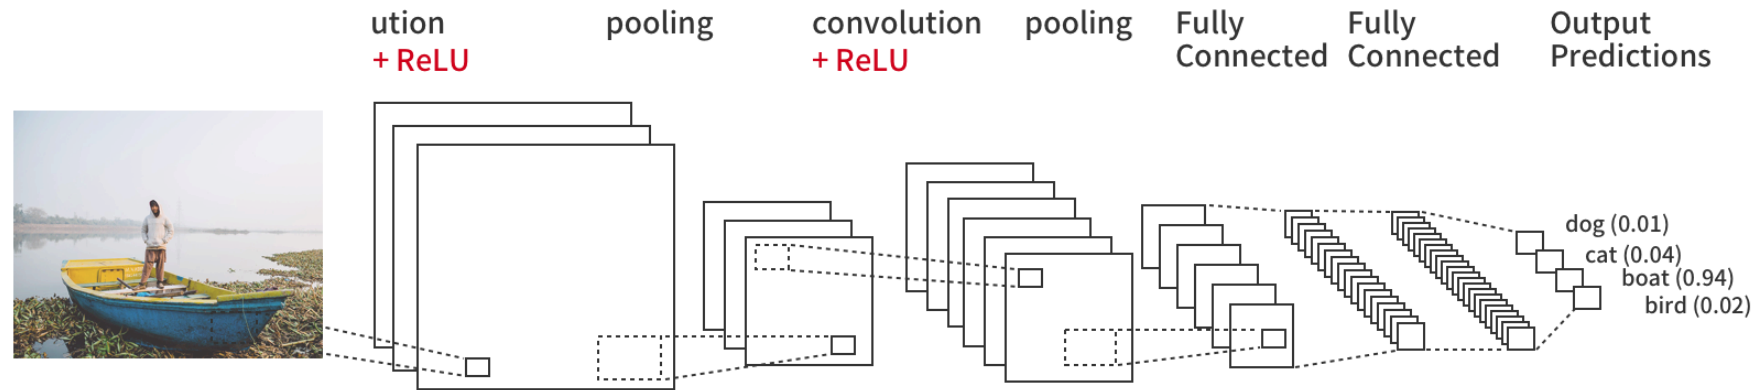 ution
+ ReLU
pooling
convolution
+ ReLU
pooling
Fully
Connected
Fully
Connected
Output
Predictions
dog (0.01)
cat (0.04)
boat (0.94)
bird (0.02)